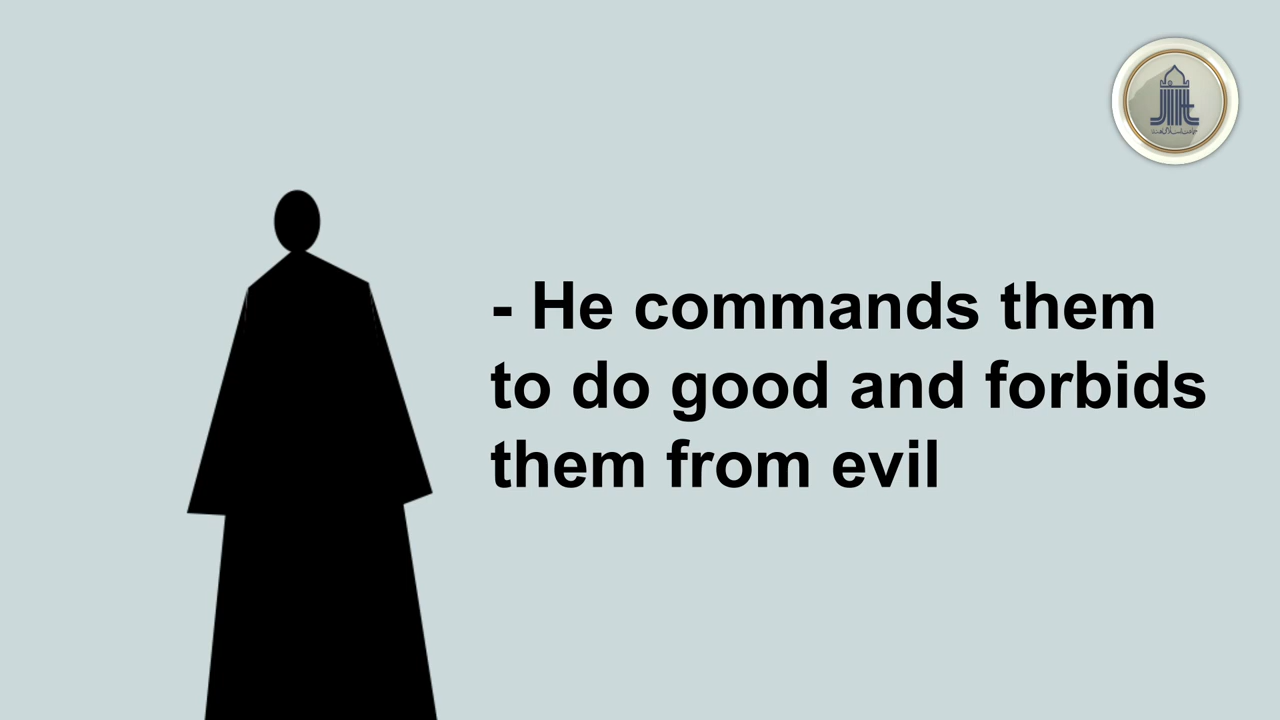 - He commands them
to do good and forbids
them from evil